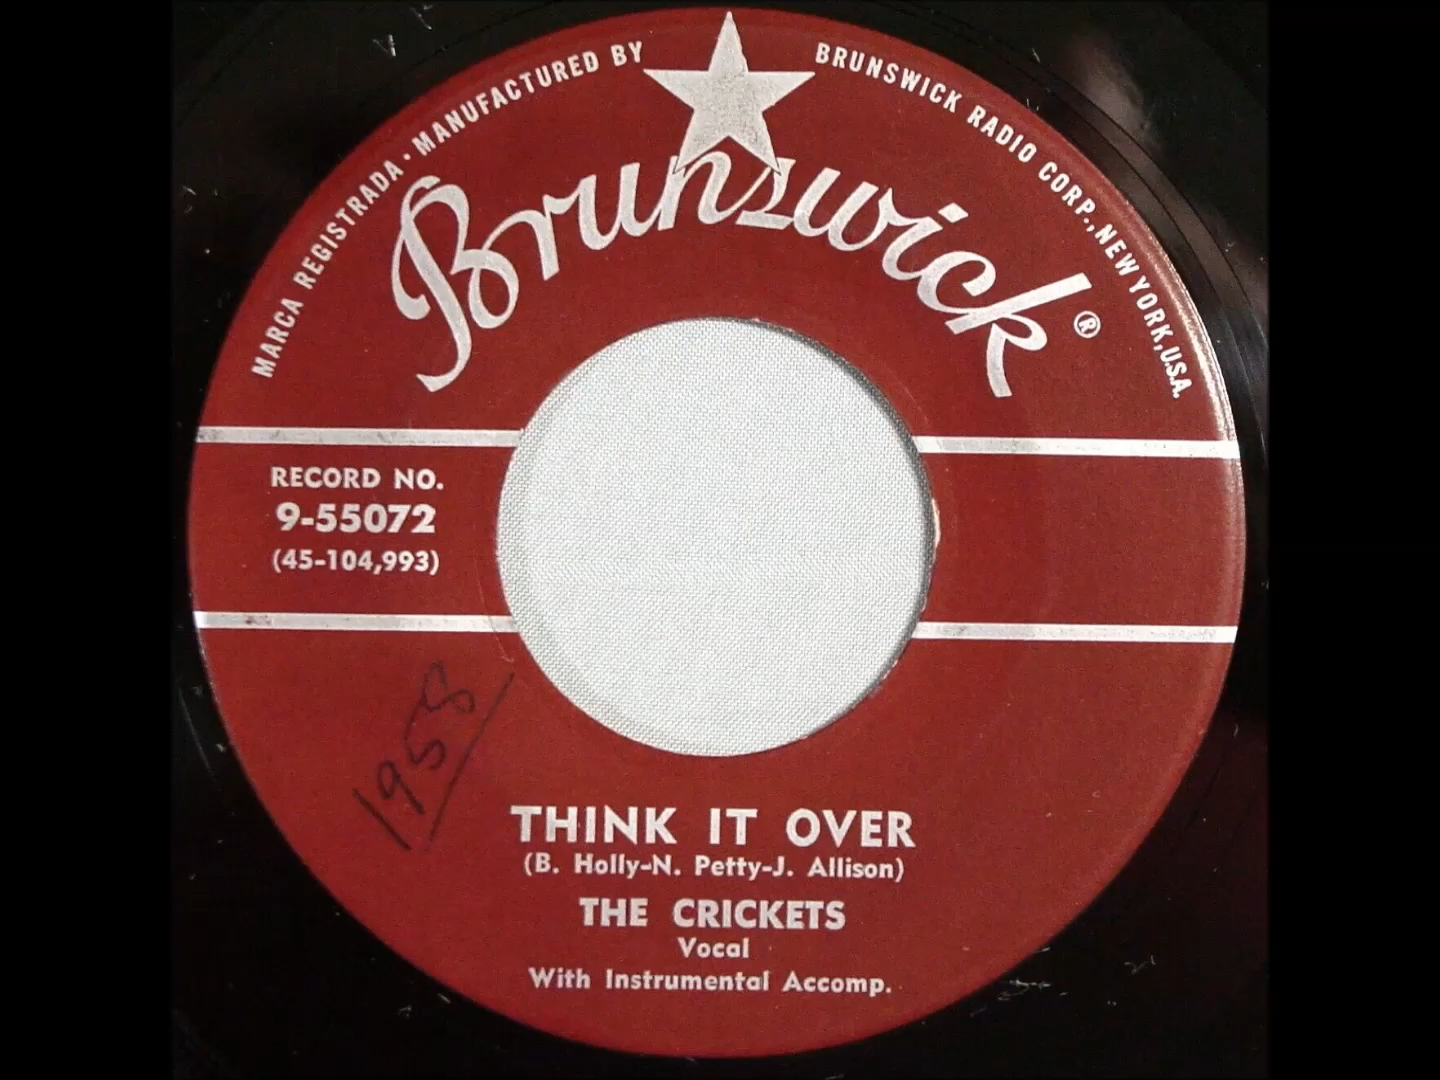 MARCA REGISTRADA • MANUFACTURED BY BRUNSWICK RADIO CORP., NEW YORK, U.S.A.
Brunswick®
RECORD NO.
9-55072
(45-104,993)
1958
THINK IT OVER
(B. Holly-N. Petty-J. Allison)
THE CRICKETS
Vocal
With Instrumental Accomp.